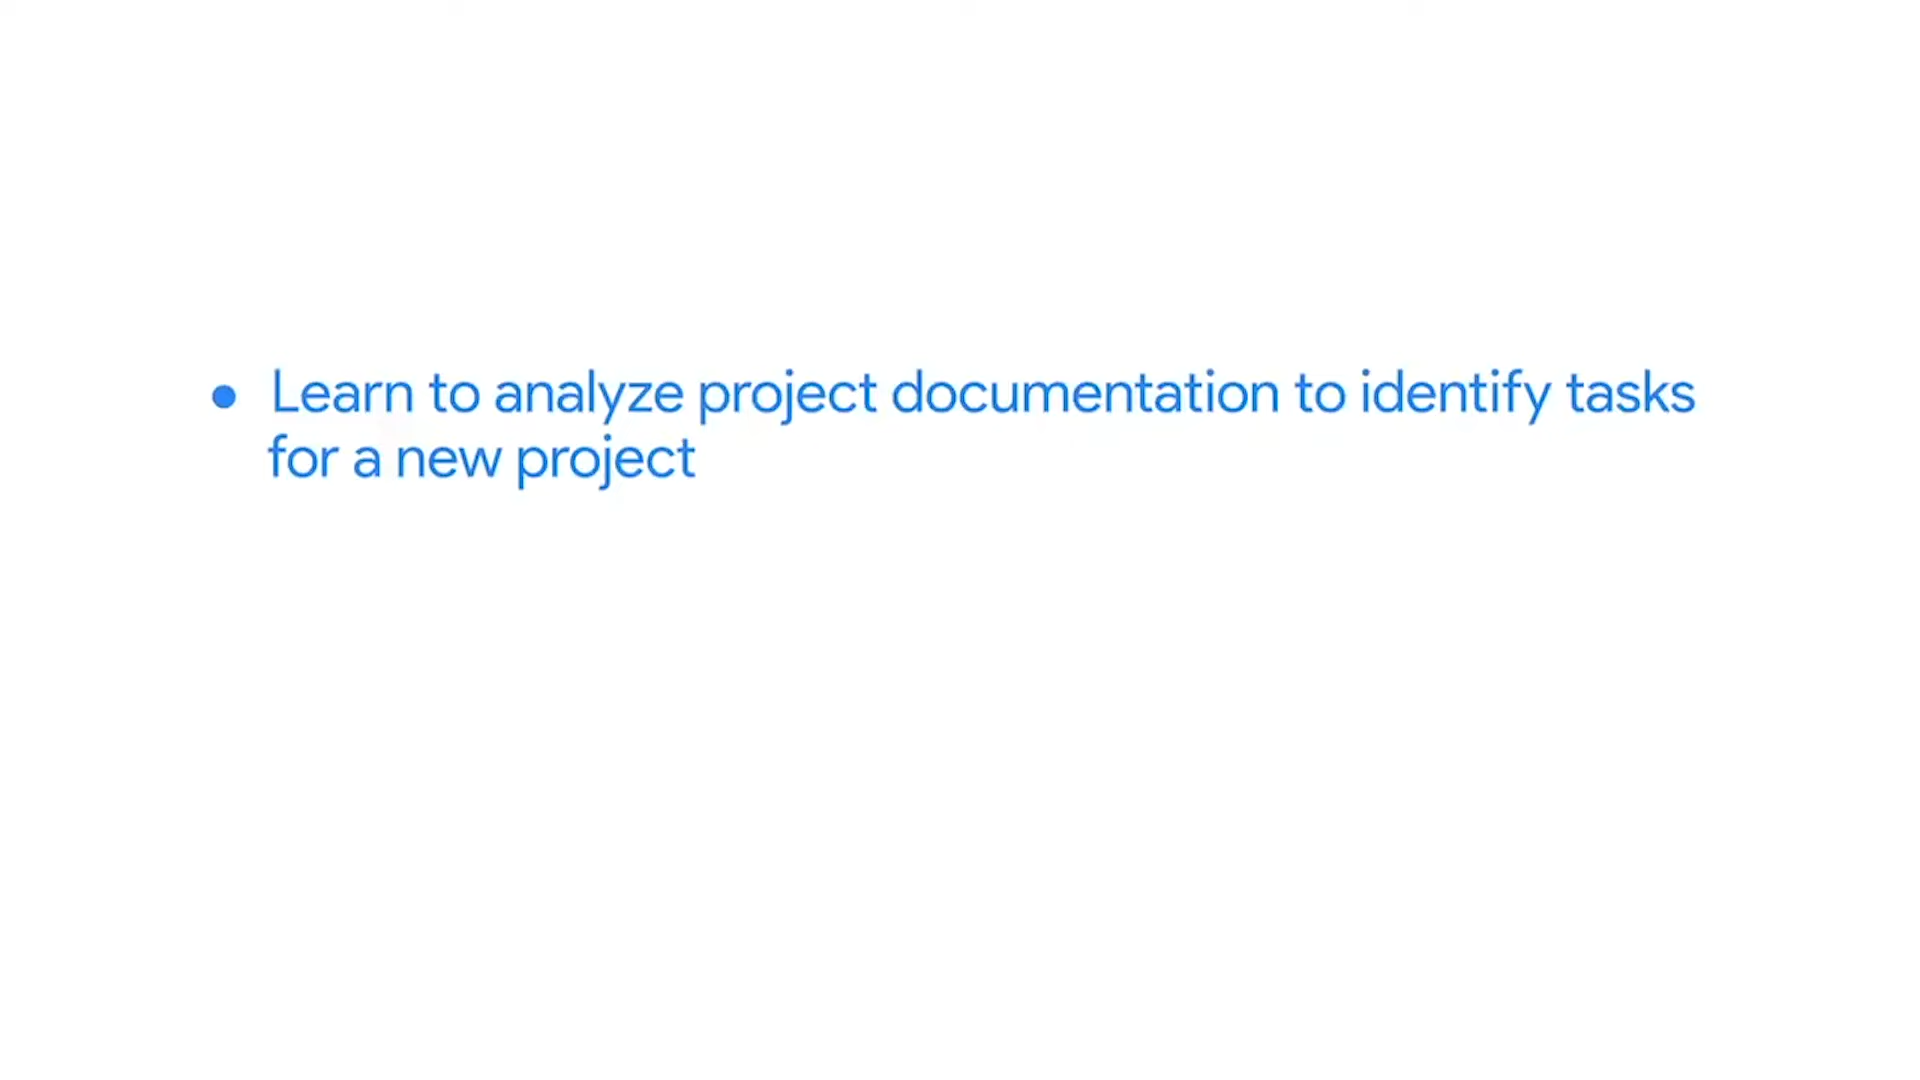 • Learn to analyze project documentation to identify tasks
for a new project